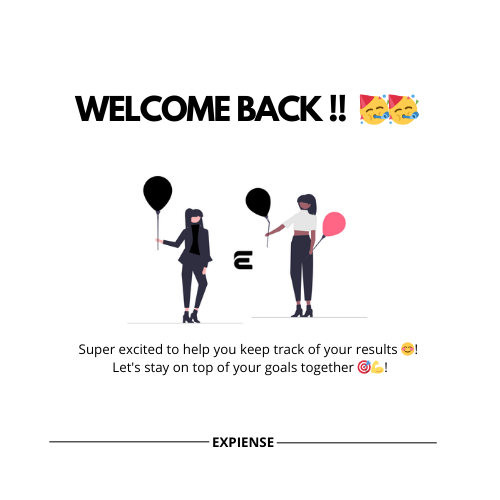 WELCOME BACK !! 🥳🥳
Super excited to help you keep track of your results 😊!
Let's stay on top of your goals together 🎯💪!
EXPIENSE